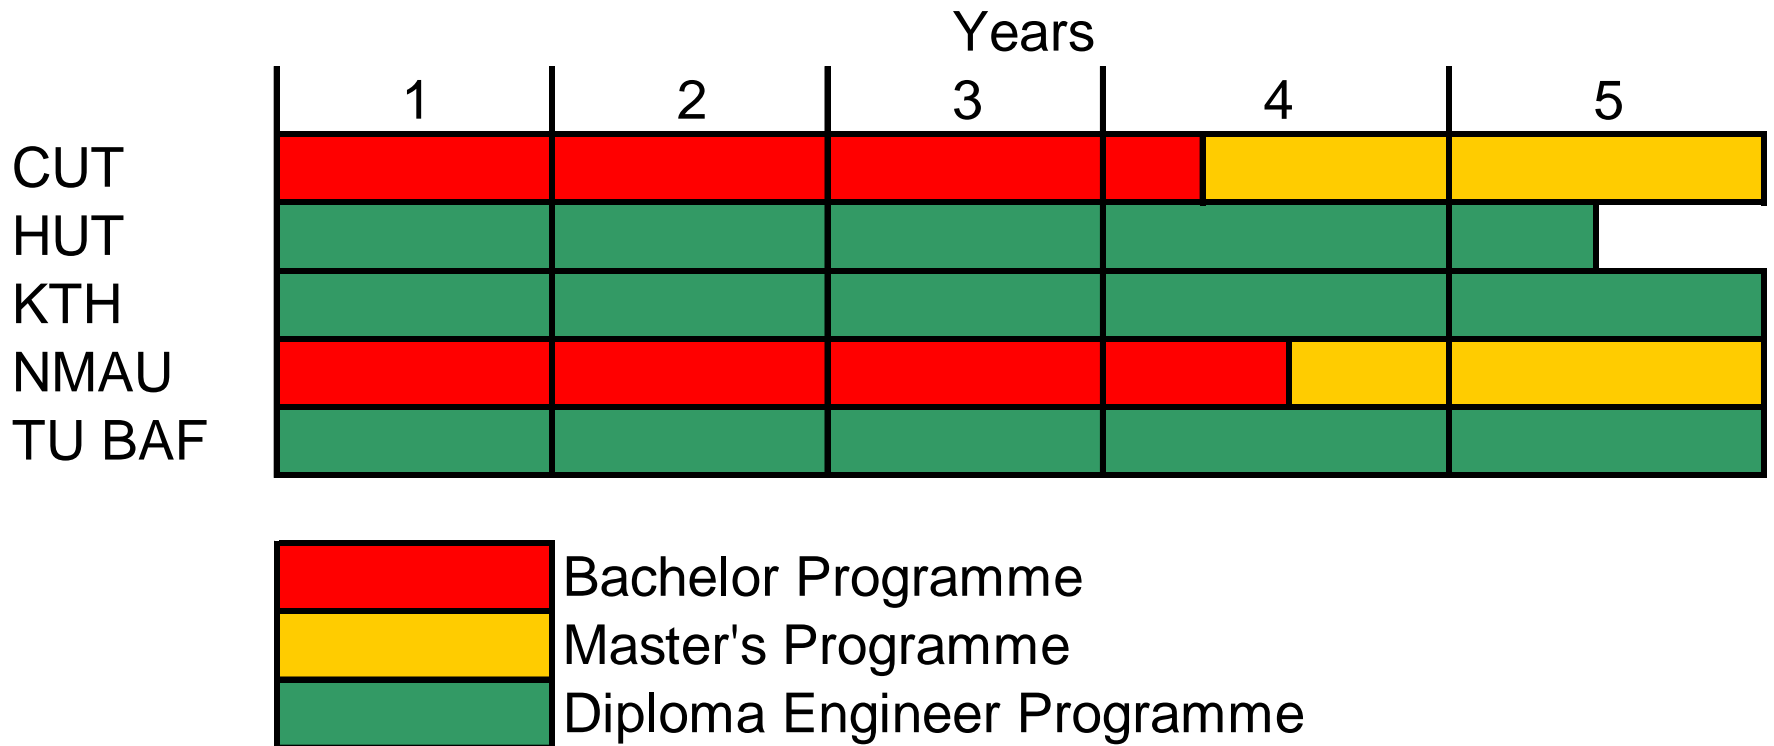 Years
1 2 3 4 5
CUT
HUT
KTH
NMAU
TU BAF
Bachelor Programme
Master's Programme
Diploma Engineer Programme